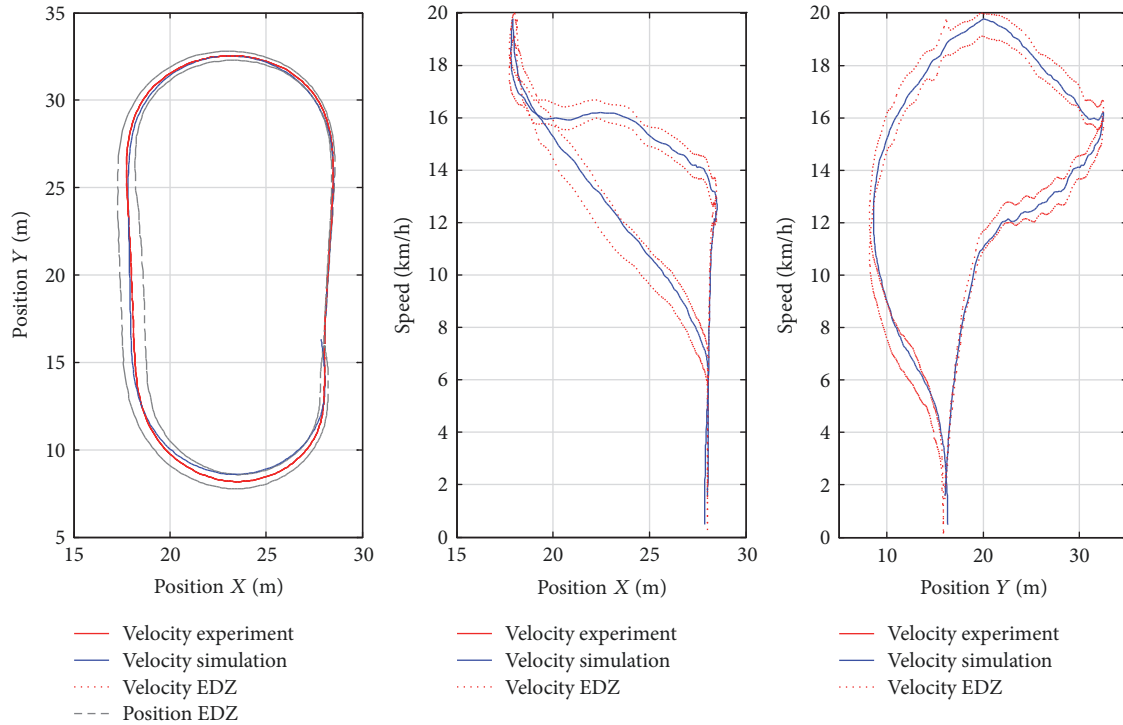 35
30
25
20
15
10
5
15
20
25
30
Position Y (m)
Position X (m)
Velocity experiment
Velocity simulation
Velocity EDZ
Position EDZ
20
18
16
14
12
10
8
6
4
2
0
15
20
25
30
Speed (km/h)
Position X (m)
Velocity experiment
Velocity simulation
Velocity EDZ
20
18
16
14
12
10
8
6
4
2
0
10
20
30
Speed (km/h)
Position Y (m)
Velocity experiment
Velocity simulation
Velocity EDZ